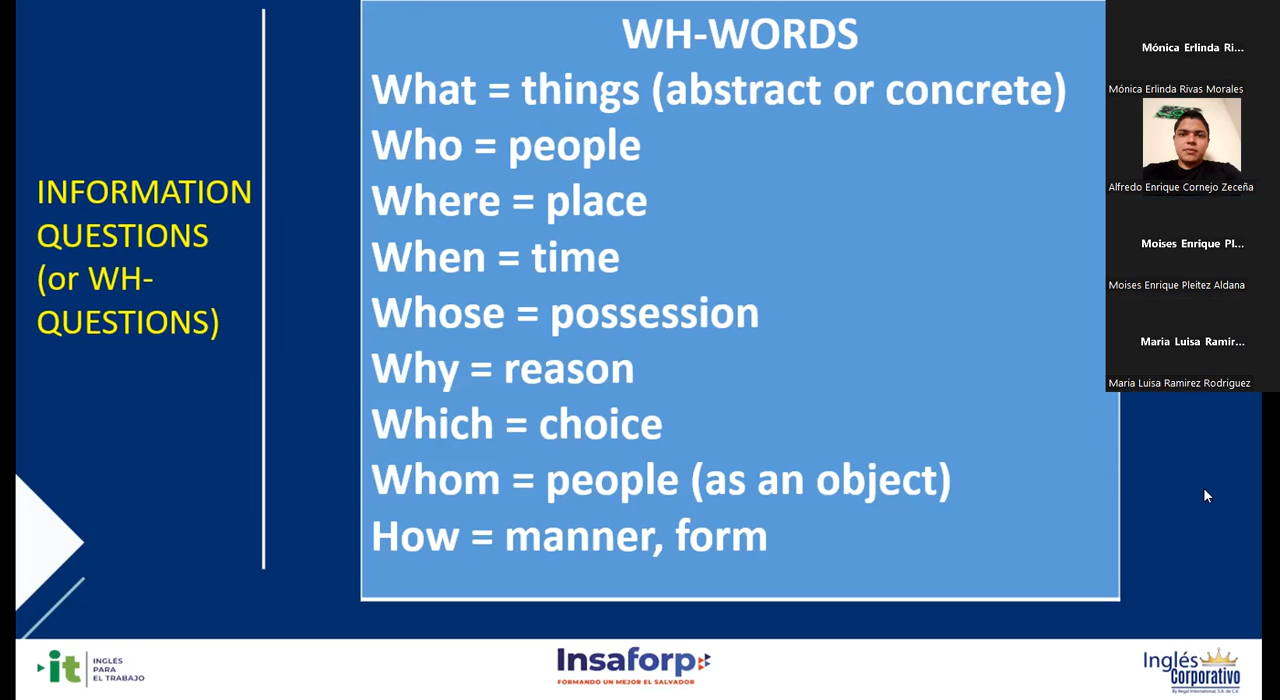 INFORMATION
QUESTIONS
(or WH-
QUESTIONS)
WH-WORDS
What = things (abstract or concrete)
Who = people
Where = place
When = time
Whose = possession
Why = reason
Which = choice
Whom = people (as an object)
How = manner, form
Mónica Erlinda Ri...
Mónica Erlinda Rivas Morales
Alfredo Enrique Cornejo Zeceña
Moises Enrique Pl...
Moises Enrique Pleitez Aldana
Maria Luisa Ramir...
Maria Luisa Ramirez Rodriguez
it
INGLÉS
PARA
EL TRABAJO
Insaforp
FORMANDO UN MEJOR EL SALVADOR
Inglés
Corporativo
By Regal International, S.A. de C.V.